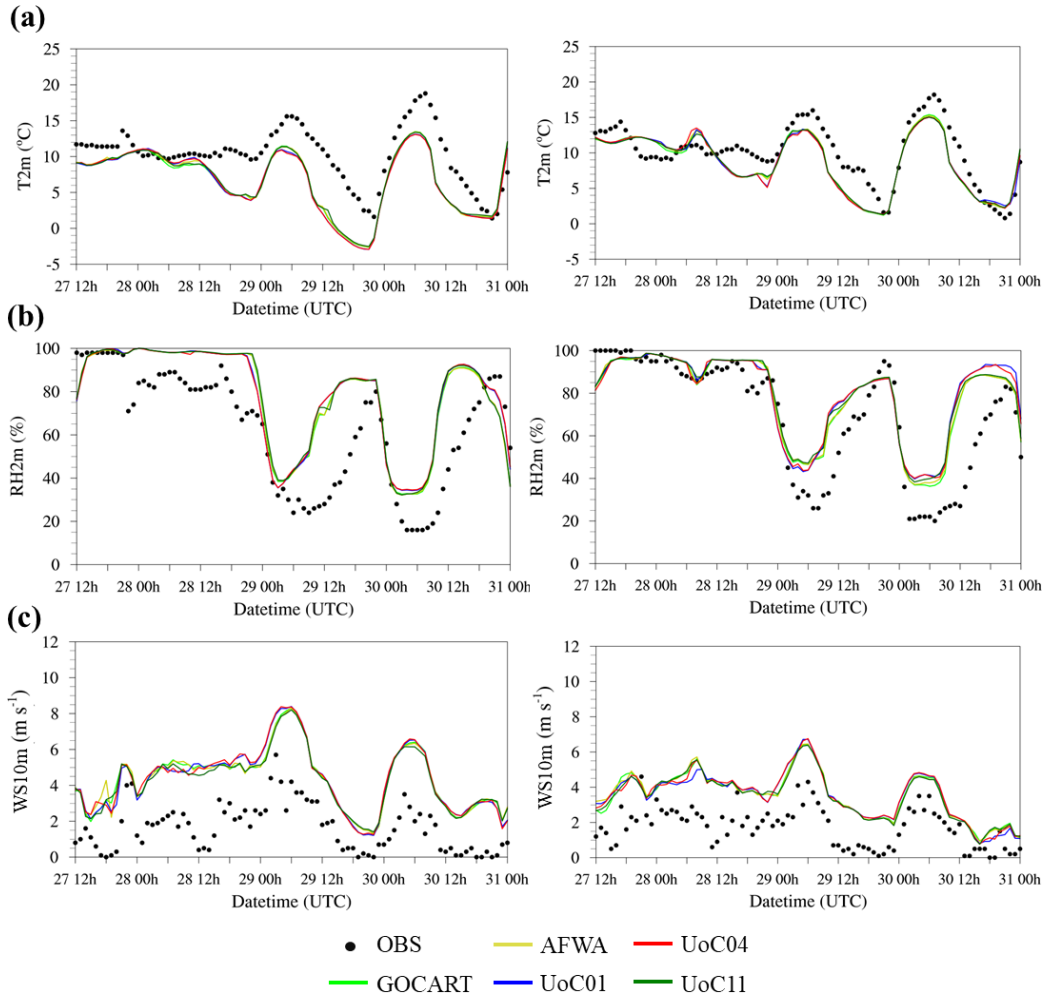 (a)
25
20
15
10
5
0
-5
T2m (°C)
27 12h 28 00h 28 12h 29 00h 29 12h 30 00h 30 12h 31 00h
Datetime (UTC)
25
20
15
10
5
0
-5
T2m (°C)
27 12h 28 00h 28 12h 29 00h 29 12h 30 00h 30 12h 31 00h
Datetime (UTC)
(b)
100
80
60
40
20
0
RH2m (%)
27 12h 28 00h 28 12h 29 00h 29 12h 30 00h 30 12h 31 00h
Datetime (UTC)
100
80
60
40
20
0
RH2m (%)
27 12h 28 00h 28 12h 29 00h 29 12h 30 00h 30 12h 31 00h
Datetime (UTC)
(c)
12
10
8
6
4
2
0
WS10m (m s⁻¹)
27 12h 28 00h 28 12h 29 00h 29 12h 30 00h 30 12h 31 00h
Datetime (UTC)
12
10
8
6
4
2
0
WS10m (m s⁻¹)
27 12h 28 00h 28 12h 29 00h 29 12h 30 00h 30 12h 31 00h
Datetime (UTC)
OBS AFWA UoC04
GOCART UoC01 UoC11